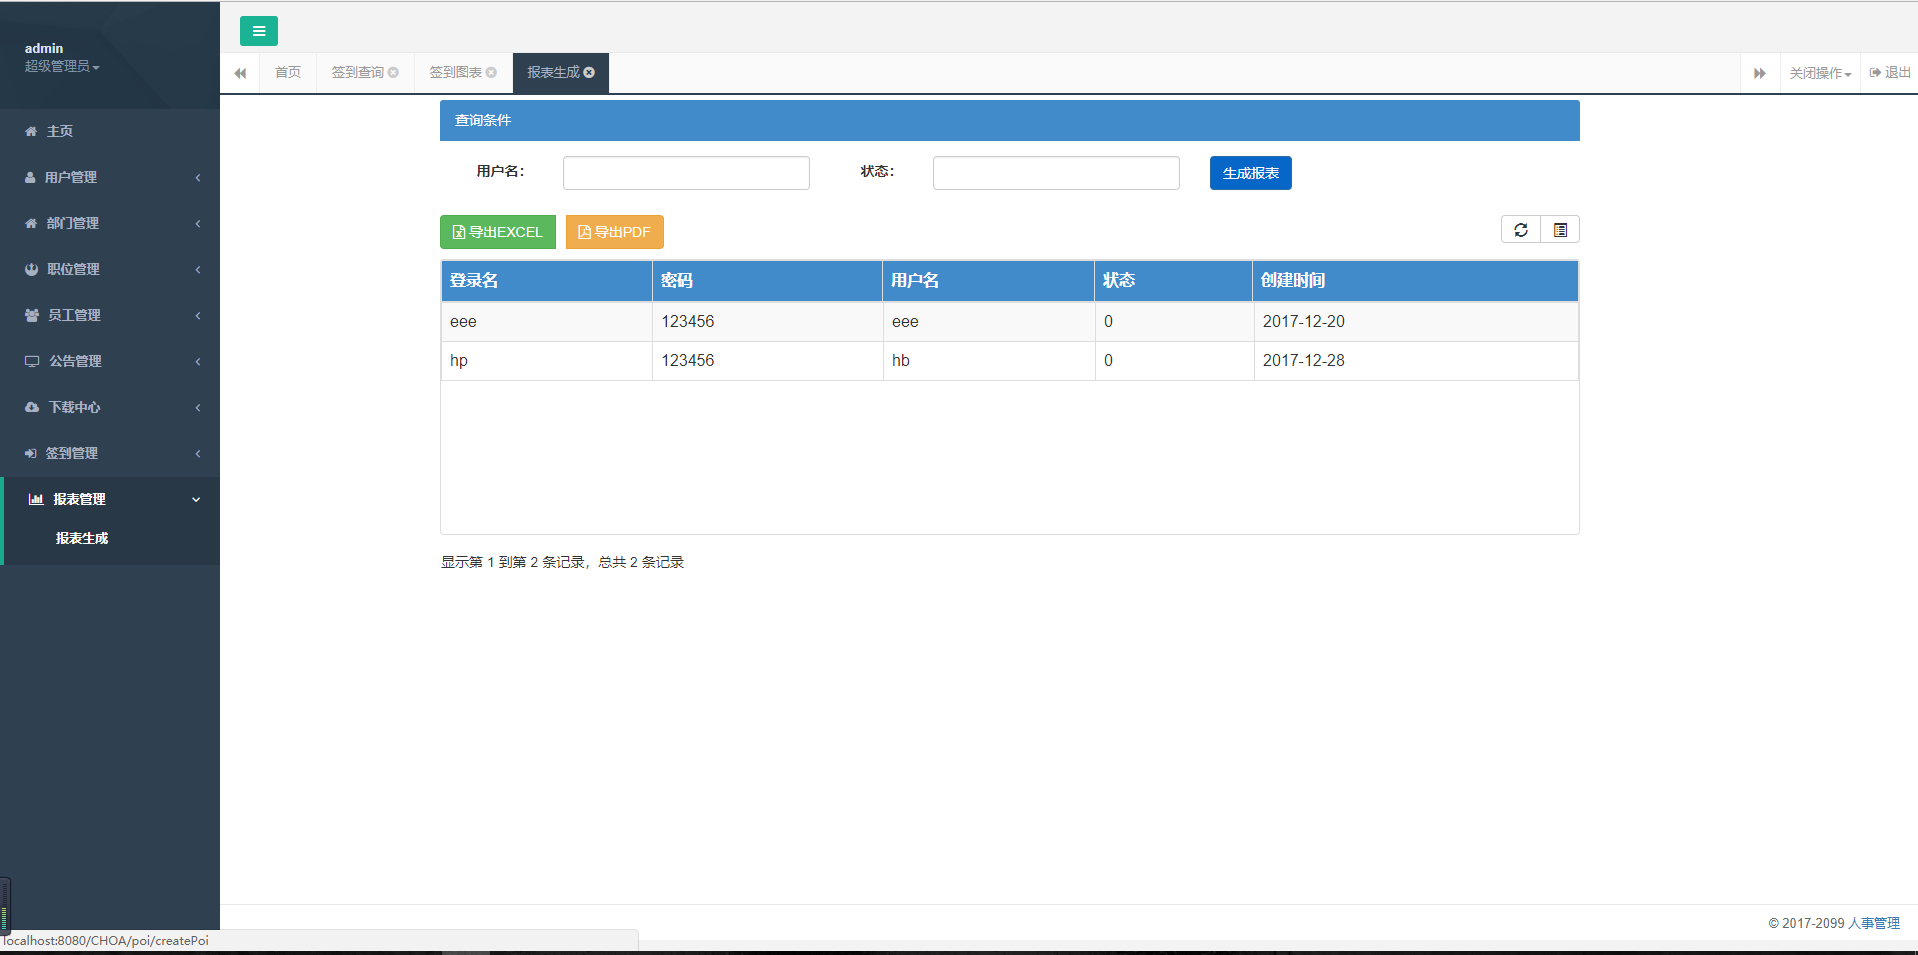 admin
超级管理员
主页
用户管理
部门管理
职位管理
员工管理
公告管理
下载中心
签到管理
报表管理
报表生成
首页 签到查询 签到图表 报表生成 关闭操作 退出
查询条件
用户名： 状态： 生成报表
导出EXCEL 导出PDF
登录名 密码 用户名 状态 创建时间
eee 123456 eee 0 2017-12-20
hp 123456 hb 0 2017-12-28
显示第 1 到第 2 条记录，总共 2 条记录
© 2017-2099 人事管理
localhost:8080/CHOA/poi/createPoi